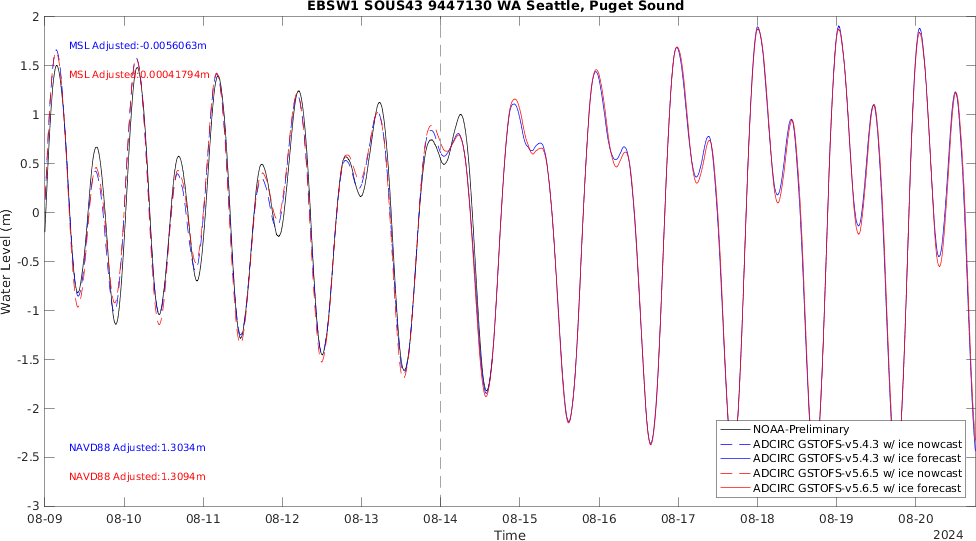 EBSW1 SOUS43 9447130 WA Seattle, Puget Sound
2
1.5
1
0.5
0
-0.5
-1
-1.5
-2
-2.5
-3
Water Level (m)
MSL Adjusted:-0.0056063m
MSL Adjusted:0.00041794m
NAVD88 Adjusted:1.3034m
NAVD88 Adjusted:1.3094m
NOAA-Preliminary
ADCIRC GSTOFS-v5.4.3 w/ ice nowcast
ADCIRC GSTOFS-v5.4.3 w/ ice forecast
ADCIRC GSTOFS-v5.6.5 w/ ice nowcast
ADCIRC GSTOFS-v5.6.5 w/ ice forecast
08-09 08-10 08-11 08-12 08-13 08-14 08-15 08-16 08-17 08-18 08-19 08-20
Time
2024